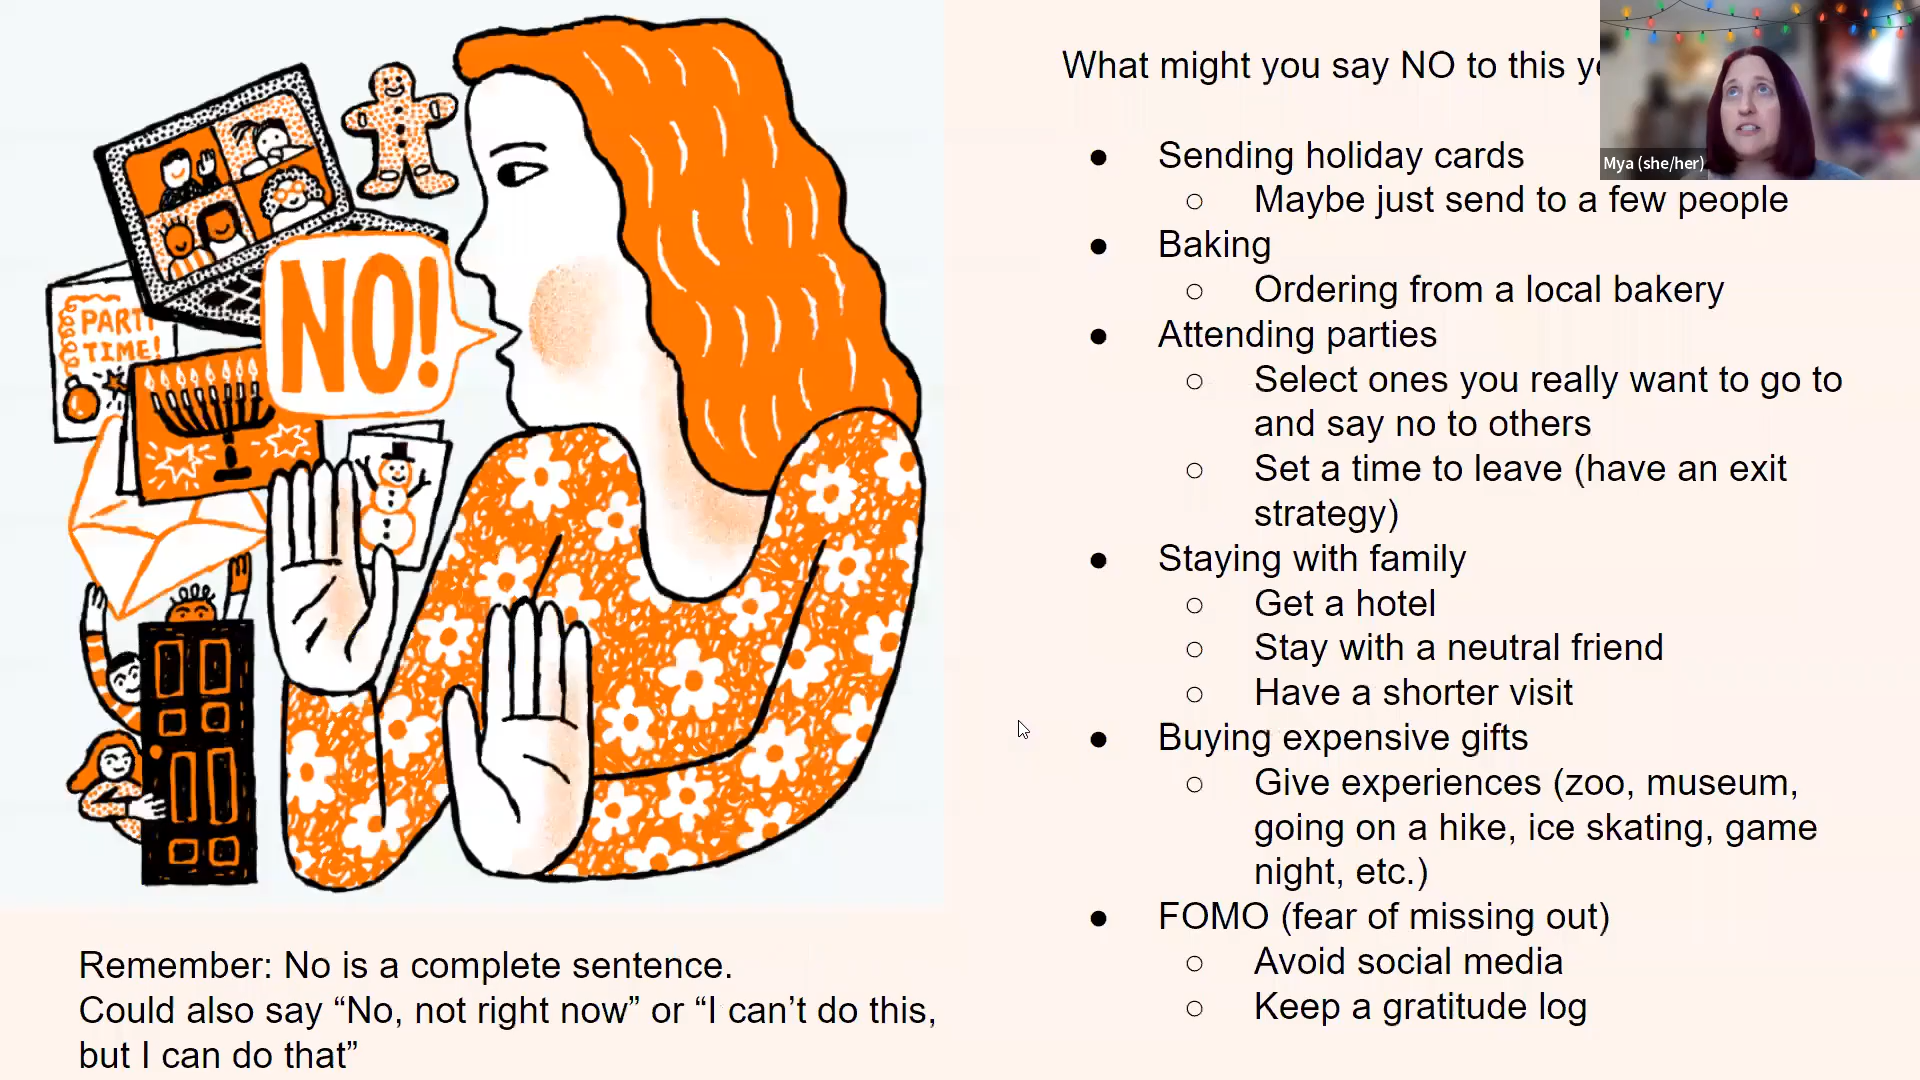 What might you say NO to this
Mya (she/her)
● Sending holiday cards
○ Maybe just send to a few people
● Baking
○ Ordering from a local bakery
● Attending parties
○ Select ones you really want to go to
and say no to others
○ Set a time to leave (have an exit
strategy)
● Staying with family
○ Get a hotel
○ Stay with a neutral friend
○ Have a shorter visit
● Buying expensive gifts
○ Give experiences (zoo, museum,
going on a hike, ice skating, game
night, etc.)
● FOMO (fear of missing out)
○ Avoid social media
○ Keep a gratitude log
NO!
PARTY
TIME!
Remember: No is a complete sentence.
Could also say “No, not right now” or “I can’t do this,
but I can do that”